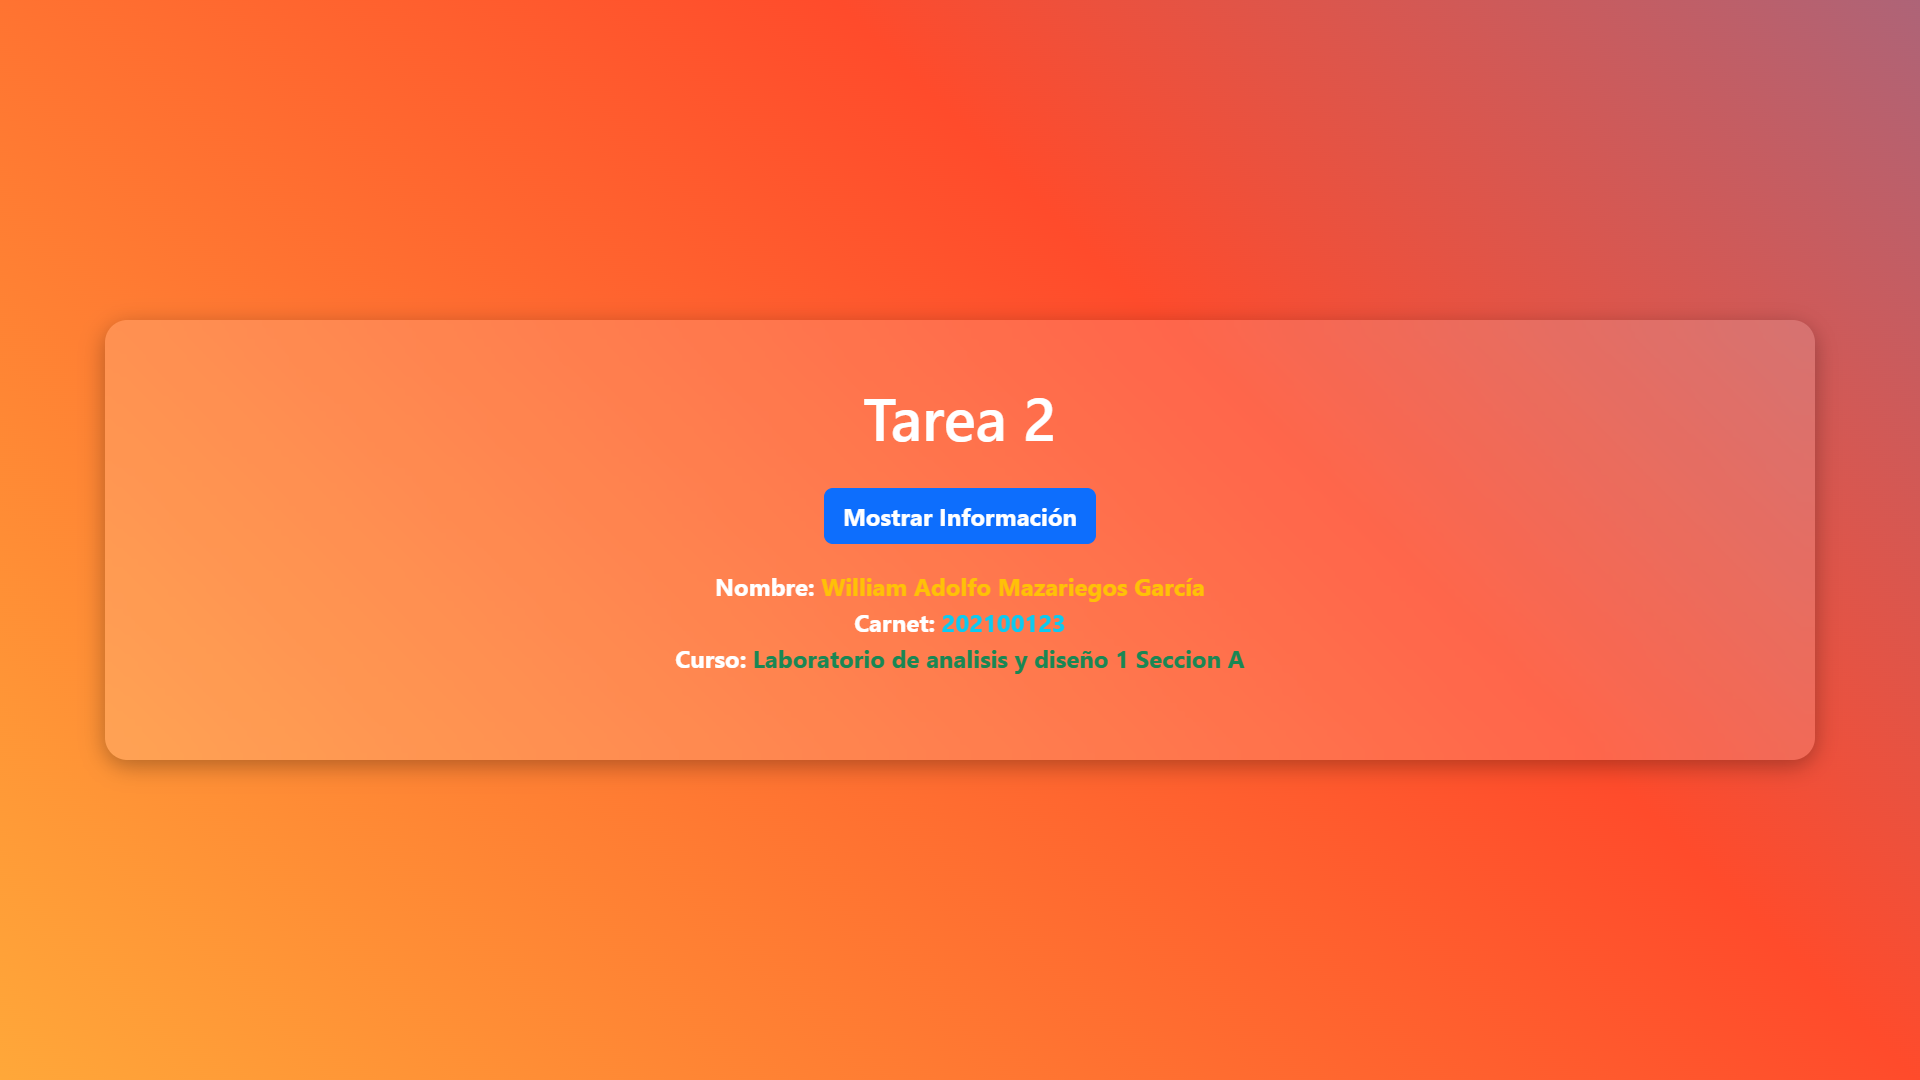 Tarea 2
Mostrar Información
Nombre: William Adolfo Mazariegos García
Carnet: 202100123
Curso: Laboratorio de analisis y diseño 1 Seccion A